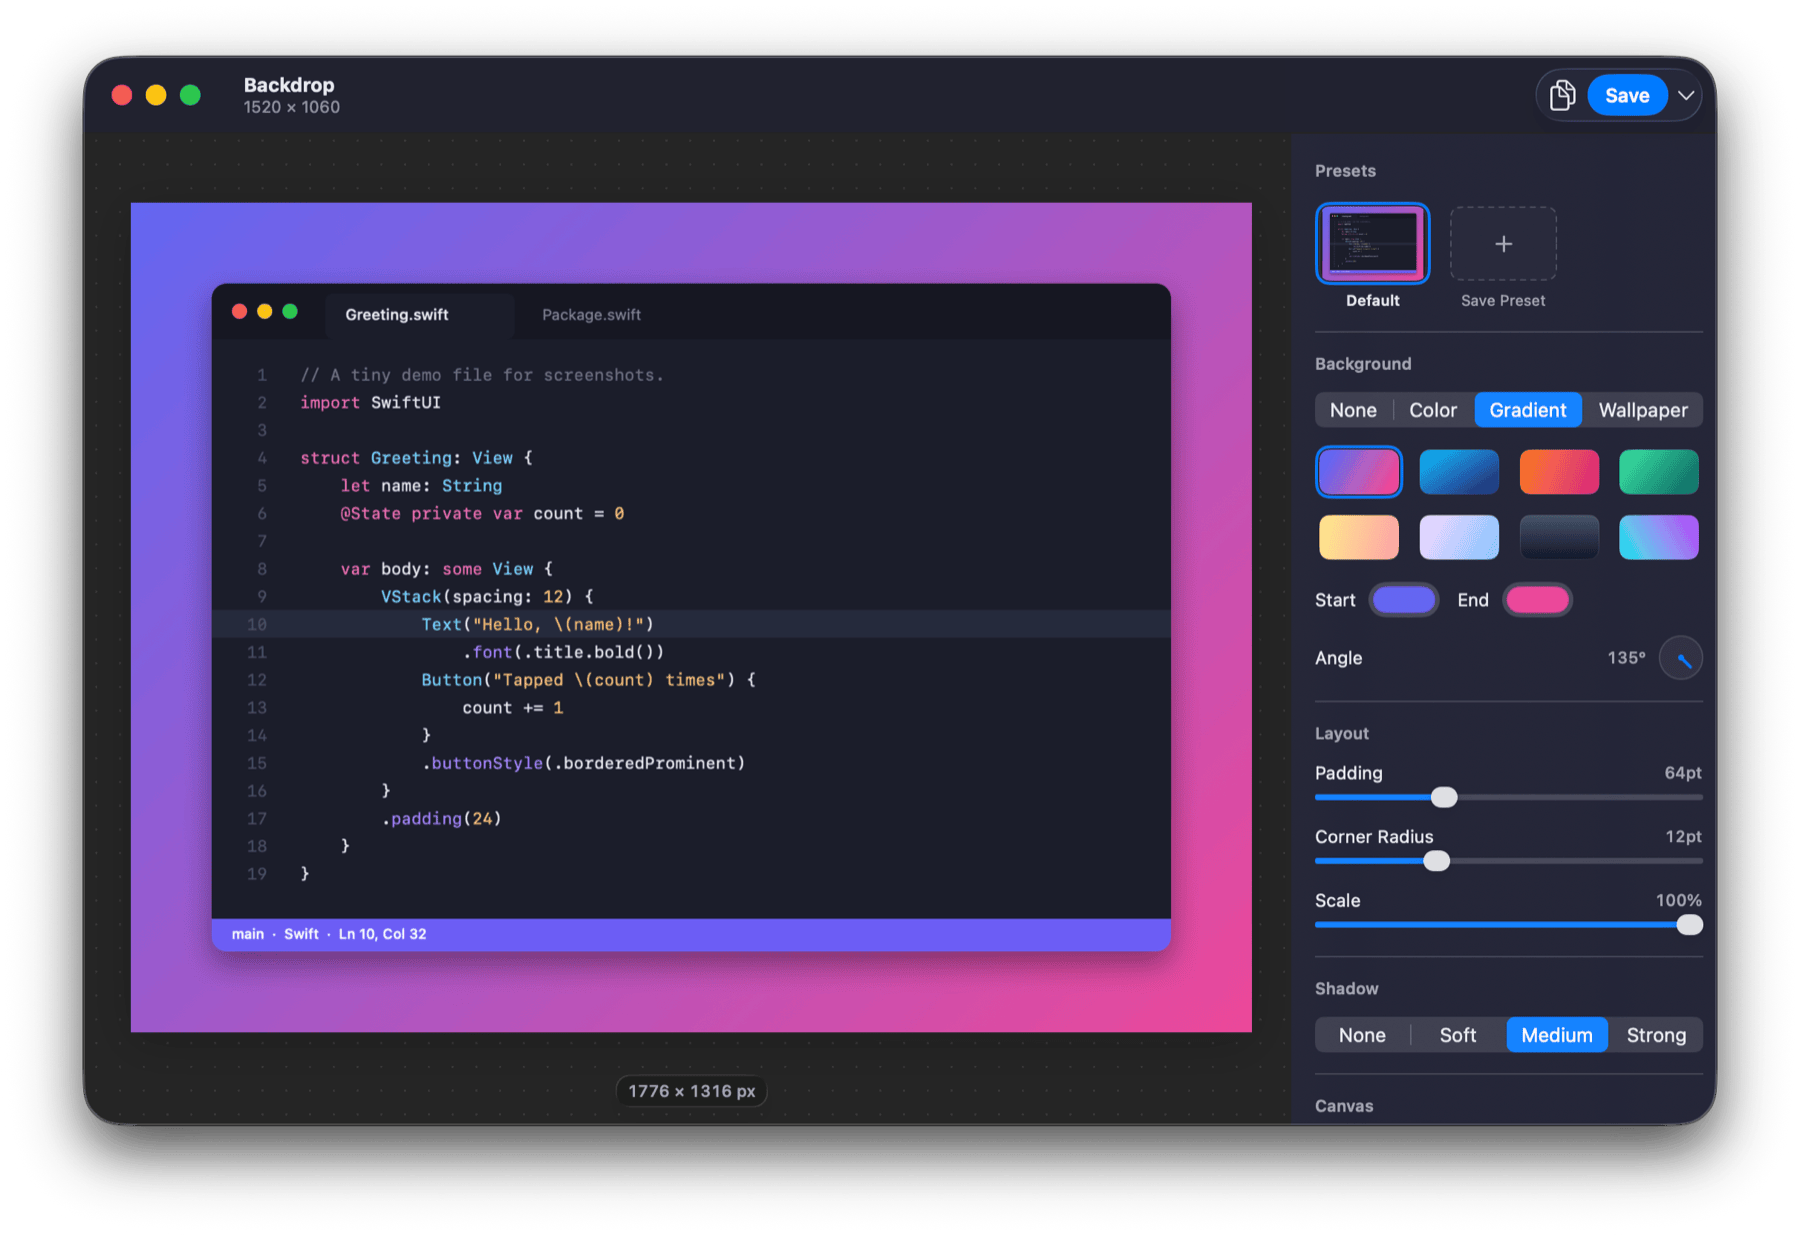 Backdrop
1520 × 1060
Save
Greeting.swift
Package.swift
1 // A tiny demo file for screenshots.
2 import SwiftUI
3
4 struct Greeting: View {
5     let name: String
6     @State private var count = 0
7
8     var body: some View {
9         VStack(spacing: 12) {
10             Text("Hello, \(name)!")
11                 .font(.title.bold())
12             Button("Tapped \(count) times") {
13                 count += 1
14             }
15             .buttonStyle(.borderedProminent)
16         }
17         .padding(24)
18     }
19 }
main · Swift · Ln 10, Col 32
1776 × 1316 px
Presets
Default
Save Preset
Background
None Color Gradient Wallpaper
Start End
Angle 135°
Layout
Padding 64pt
Corner Radius 12pt
Scale 100%
Shadow
None Soft Medium Strong
Canvas